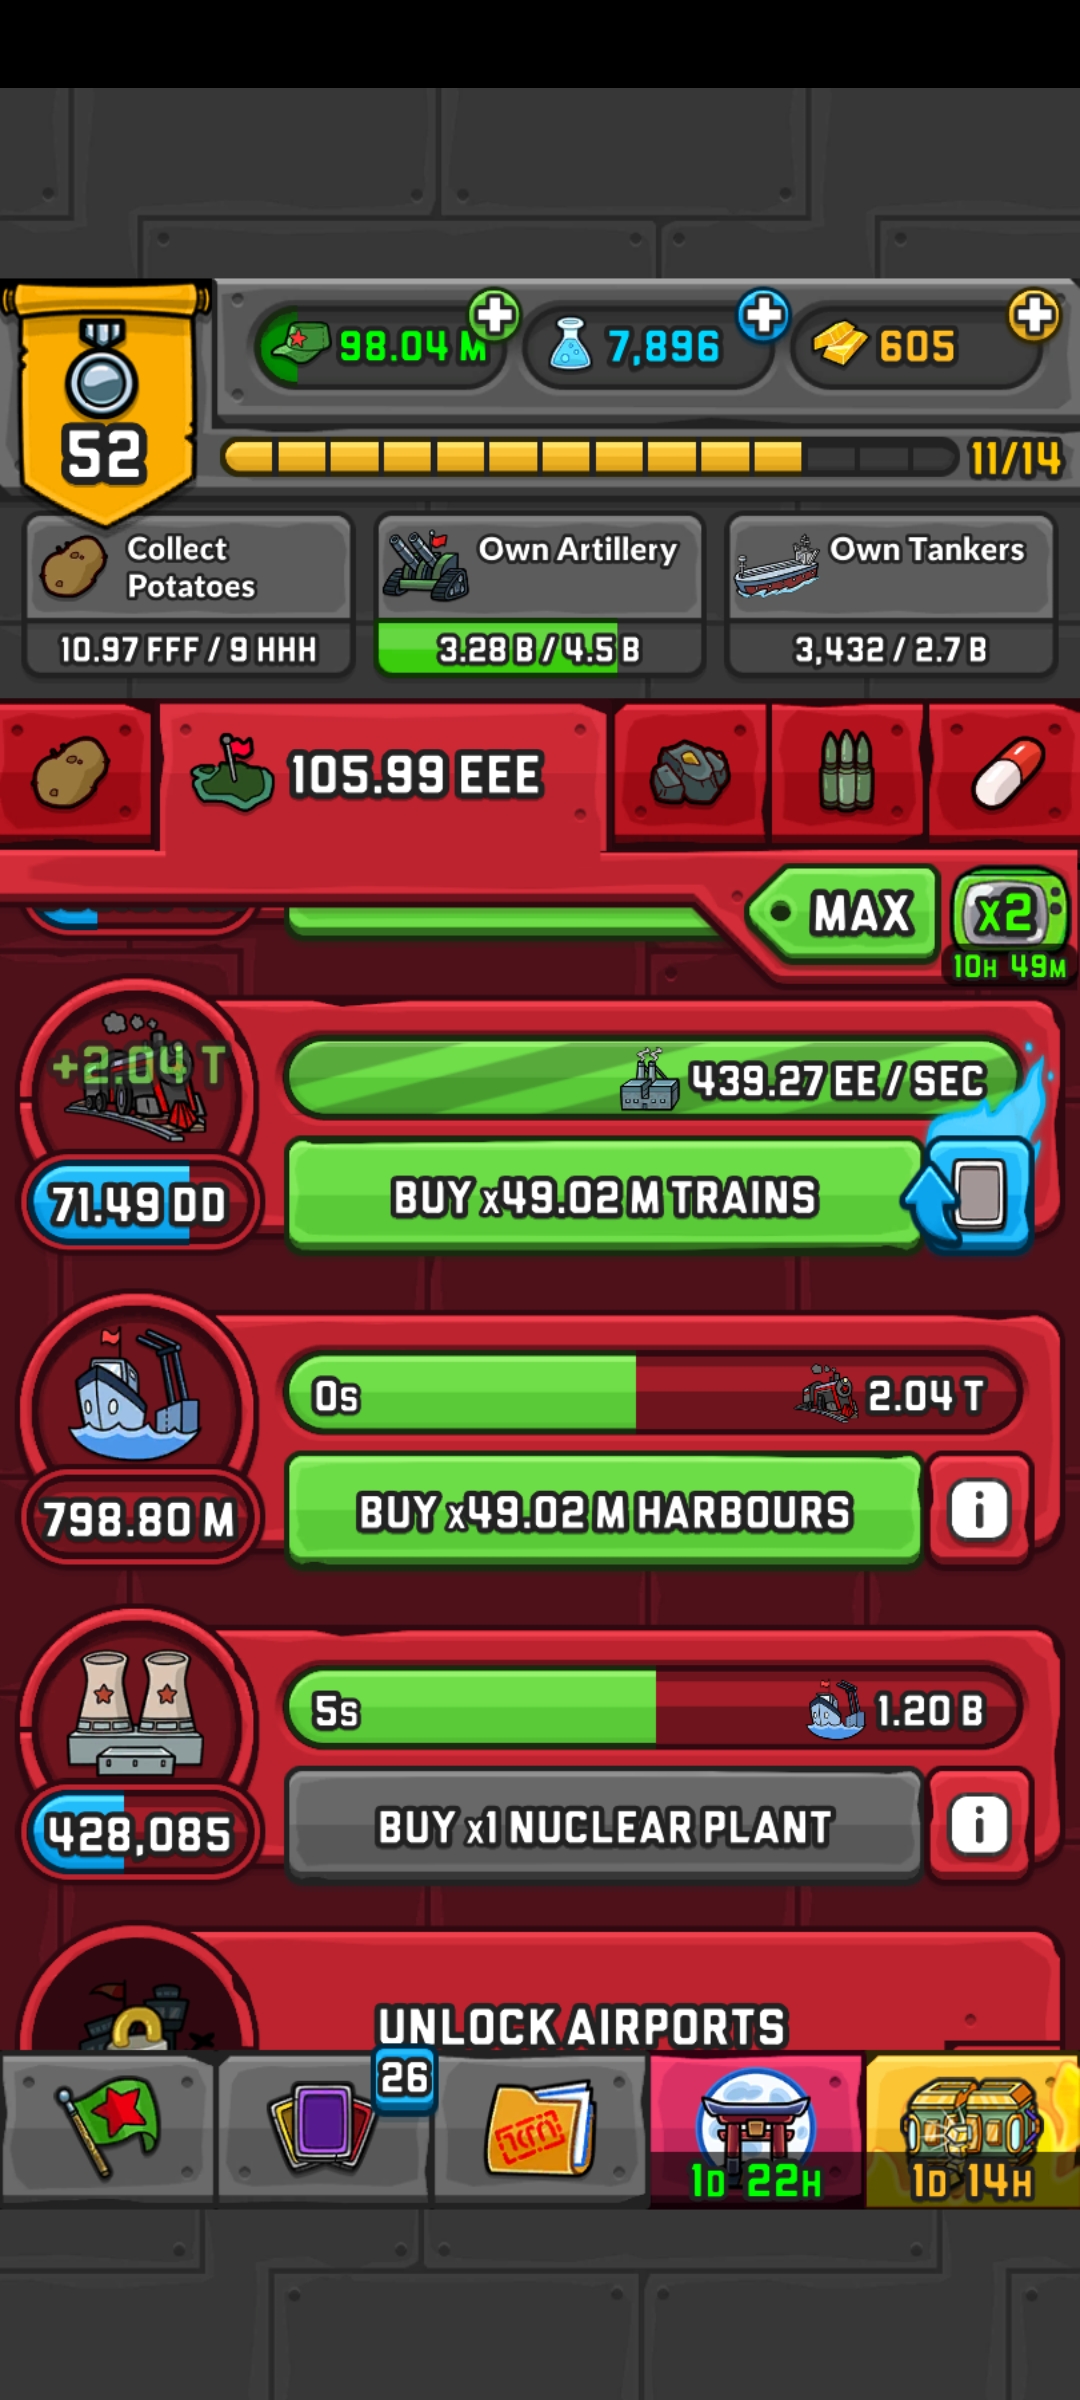 98.04 M
7,896
605
52
11/14
Collect
Potatoes
10.97 FFF / 9 HHH
Own Artillery
3.28 B / 4.5 B
Own Tankers
3,432 / 2.7 B
105.99 EEE
MAX
x2
10H 49M
+2.04 T
439.27 EE / SEC
71.49 DD
BUY x49.02 M TRAINS
0s
2.04 T
798.80 M
BUY x49.02 M HARBOURS
5s
1.20 B
428,085
BUY x1 NUCLEAR PLANT
UNLOCK AIRPORTS
26
1D 22H
1D 14H